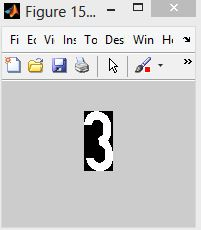 Figure 15...
Fi Ec Vi Ins To Des Win He
3